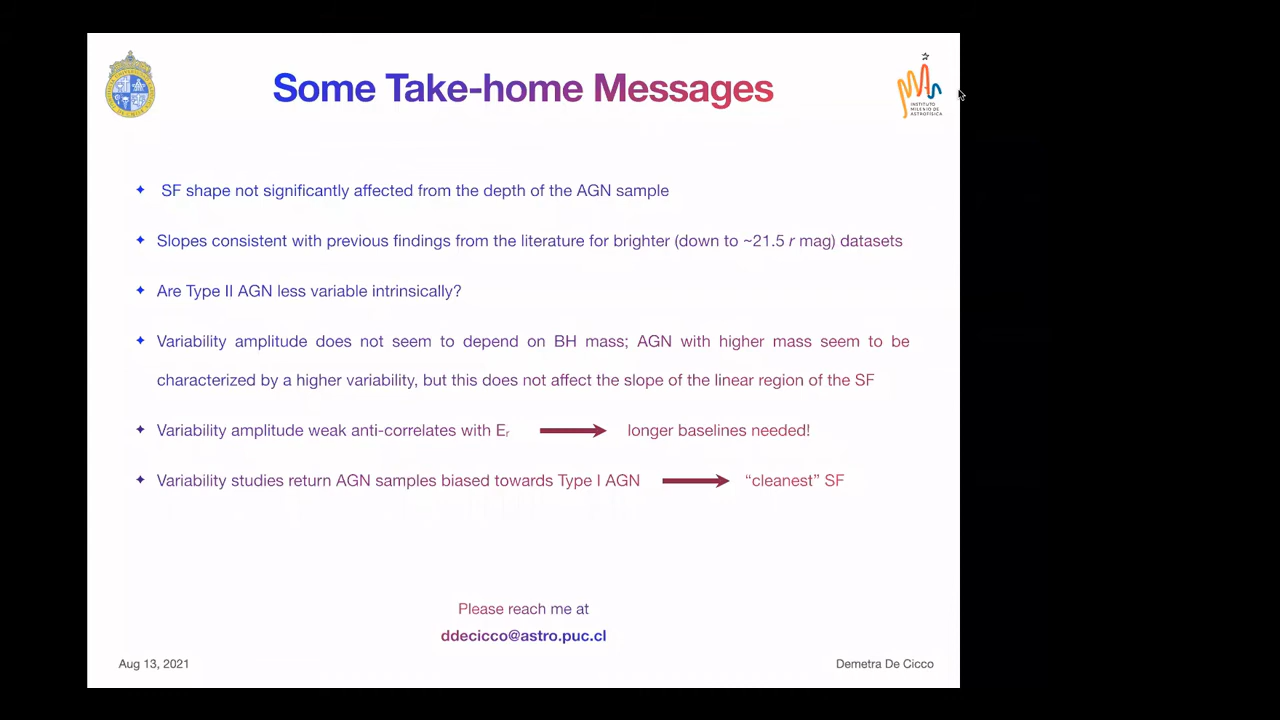 Some Take-home Messages
INSTITUTO
MILENIO DE
ASTROFÍSICA
✦ SF shape not significantly affected from the depth of the AGN sample
✦ Slopes consistent with previous findings from the literature for brighter (down to ~21.5 r mag) datasets
✦ Are Type II AGN less variable intrinsically?
✦ Variability amplitude does not seem to depend on BH mass; AGN with higher mass seem to be
characterized by a higher variability, but this does not affect the slope of the linear region of the SF
✦ Variability amplitude weak anti-correlates with Er longer baselines needed!
✦ Variability studies return AGN samples biased towards Type I AGN “cleanest” SF
Please reach me at
ddecicco@astro.puc.cl
Aug 13, 2021 Demetra De Cicco